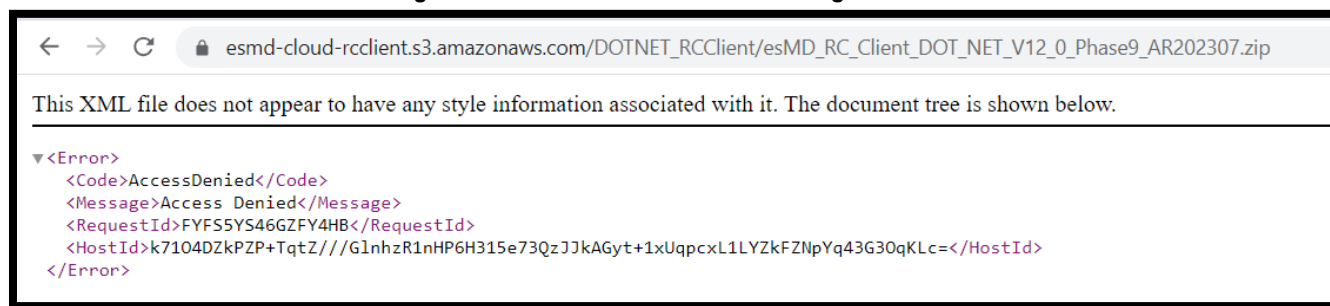 esmd-cloud-rcclient.s3.amazonaws.com/DOTNET_RCClient/esMD_RC_Client_DOT_NET_V12_0_Phase9_AR202307.zip
This XML file does not appear to have any style information associated with it. The document tree is shown below.
▼<Error>
<Code>AccessDenied</Code>
<Message>Access Denied</Message>
<RequestId>FYFS5YS46GZFY4HB</RequestId>
<HostId>k71O4DZkPZP+TqtZ///GlnhzR1nHP6H315e73QzJJkAGyt+1xUqpcxL1LYZkFZNpYq43G3OqKLc=</HostId>
</Error>